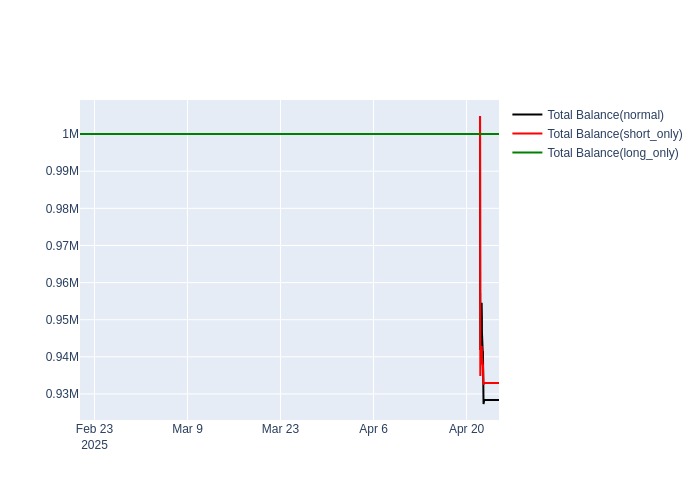 Total Balance(normal)
Total Balance(short_only)
Total Balance(long_only)
1M
0.99M
0.98M
0.97M
0.96M
0.95M
0.94M
0.93M
Feb 23
2025
Mar 9
Mar 23
Apr 6
Apr 20